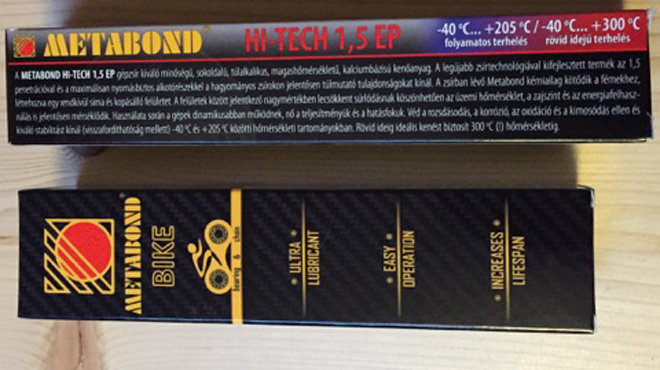 METABOND® HI-TECH 1,5 EP
-40 °C... +205 °C / -40 °C... +300 °C
folyamatos terhelés rövid idejű terhelés
A METABOND HI-TECH 1,5 EP gépzsír kiváló minőségű, sokoldalú, túlalkalikus, magashőmérsékletű, kalciumbázisú kenőanyag. A legújabb zsírtechnológiával kifejlesztett termék az 1,5
penetrációval és a maximálisan nyomásbiztos alkotórészekkel a hagyományos zsírokon jelentősen túlmutató tulajdonságokat kínál. A zsírban lévő Metabond kémiailag kötődik a fémekhez,
létrehozva egy rendkívül sima és kopásálló felületet. A felületek között jelentkező nagymértékben lecsökkent súrlódásnak köszönhetően az üzemi hőmérséklet, a zajszint és az energiafelhasz-
nálás is jelentősen mérséklődik. Használata során a gépek dinamikusabban működnek, nő a teljesítményük és a hatásfokuk. Véd a rozsdásodás, a korrózió, az oxidáció és a kimosódás ellen és
kiváló stabilitást kínál (visszafordíthatóság mellett) -40 °C és +205 °C közötti hőmérsékleti tartományokban. Rövid ideig ideális kenést biztosít 300 °C (!) hőmérsékletig.
METABOND®
BIKE
bearing & chain
• ULTRA •
LUBRICANT
• EASY •
OPERATION
• INCREASES •
LIFESPAN